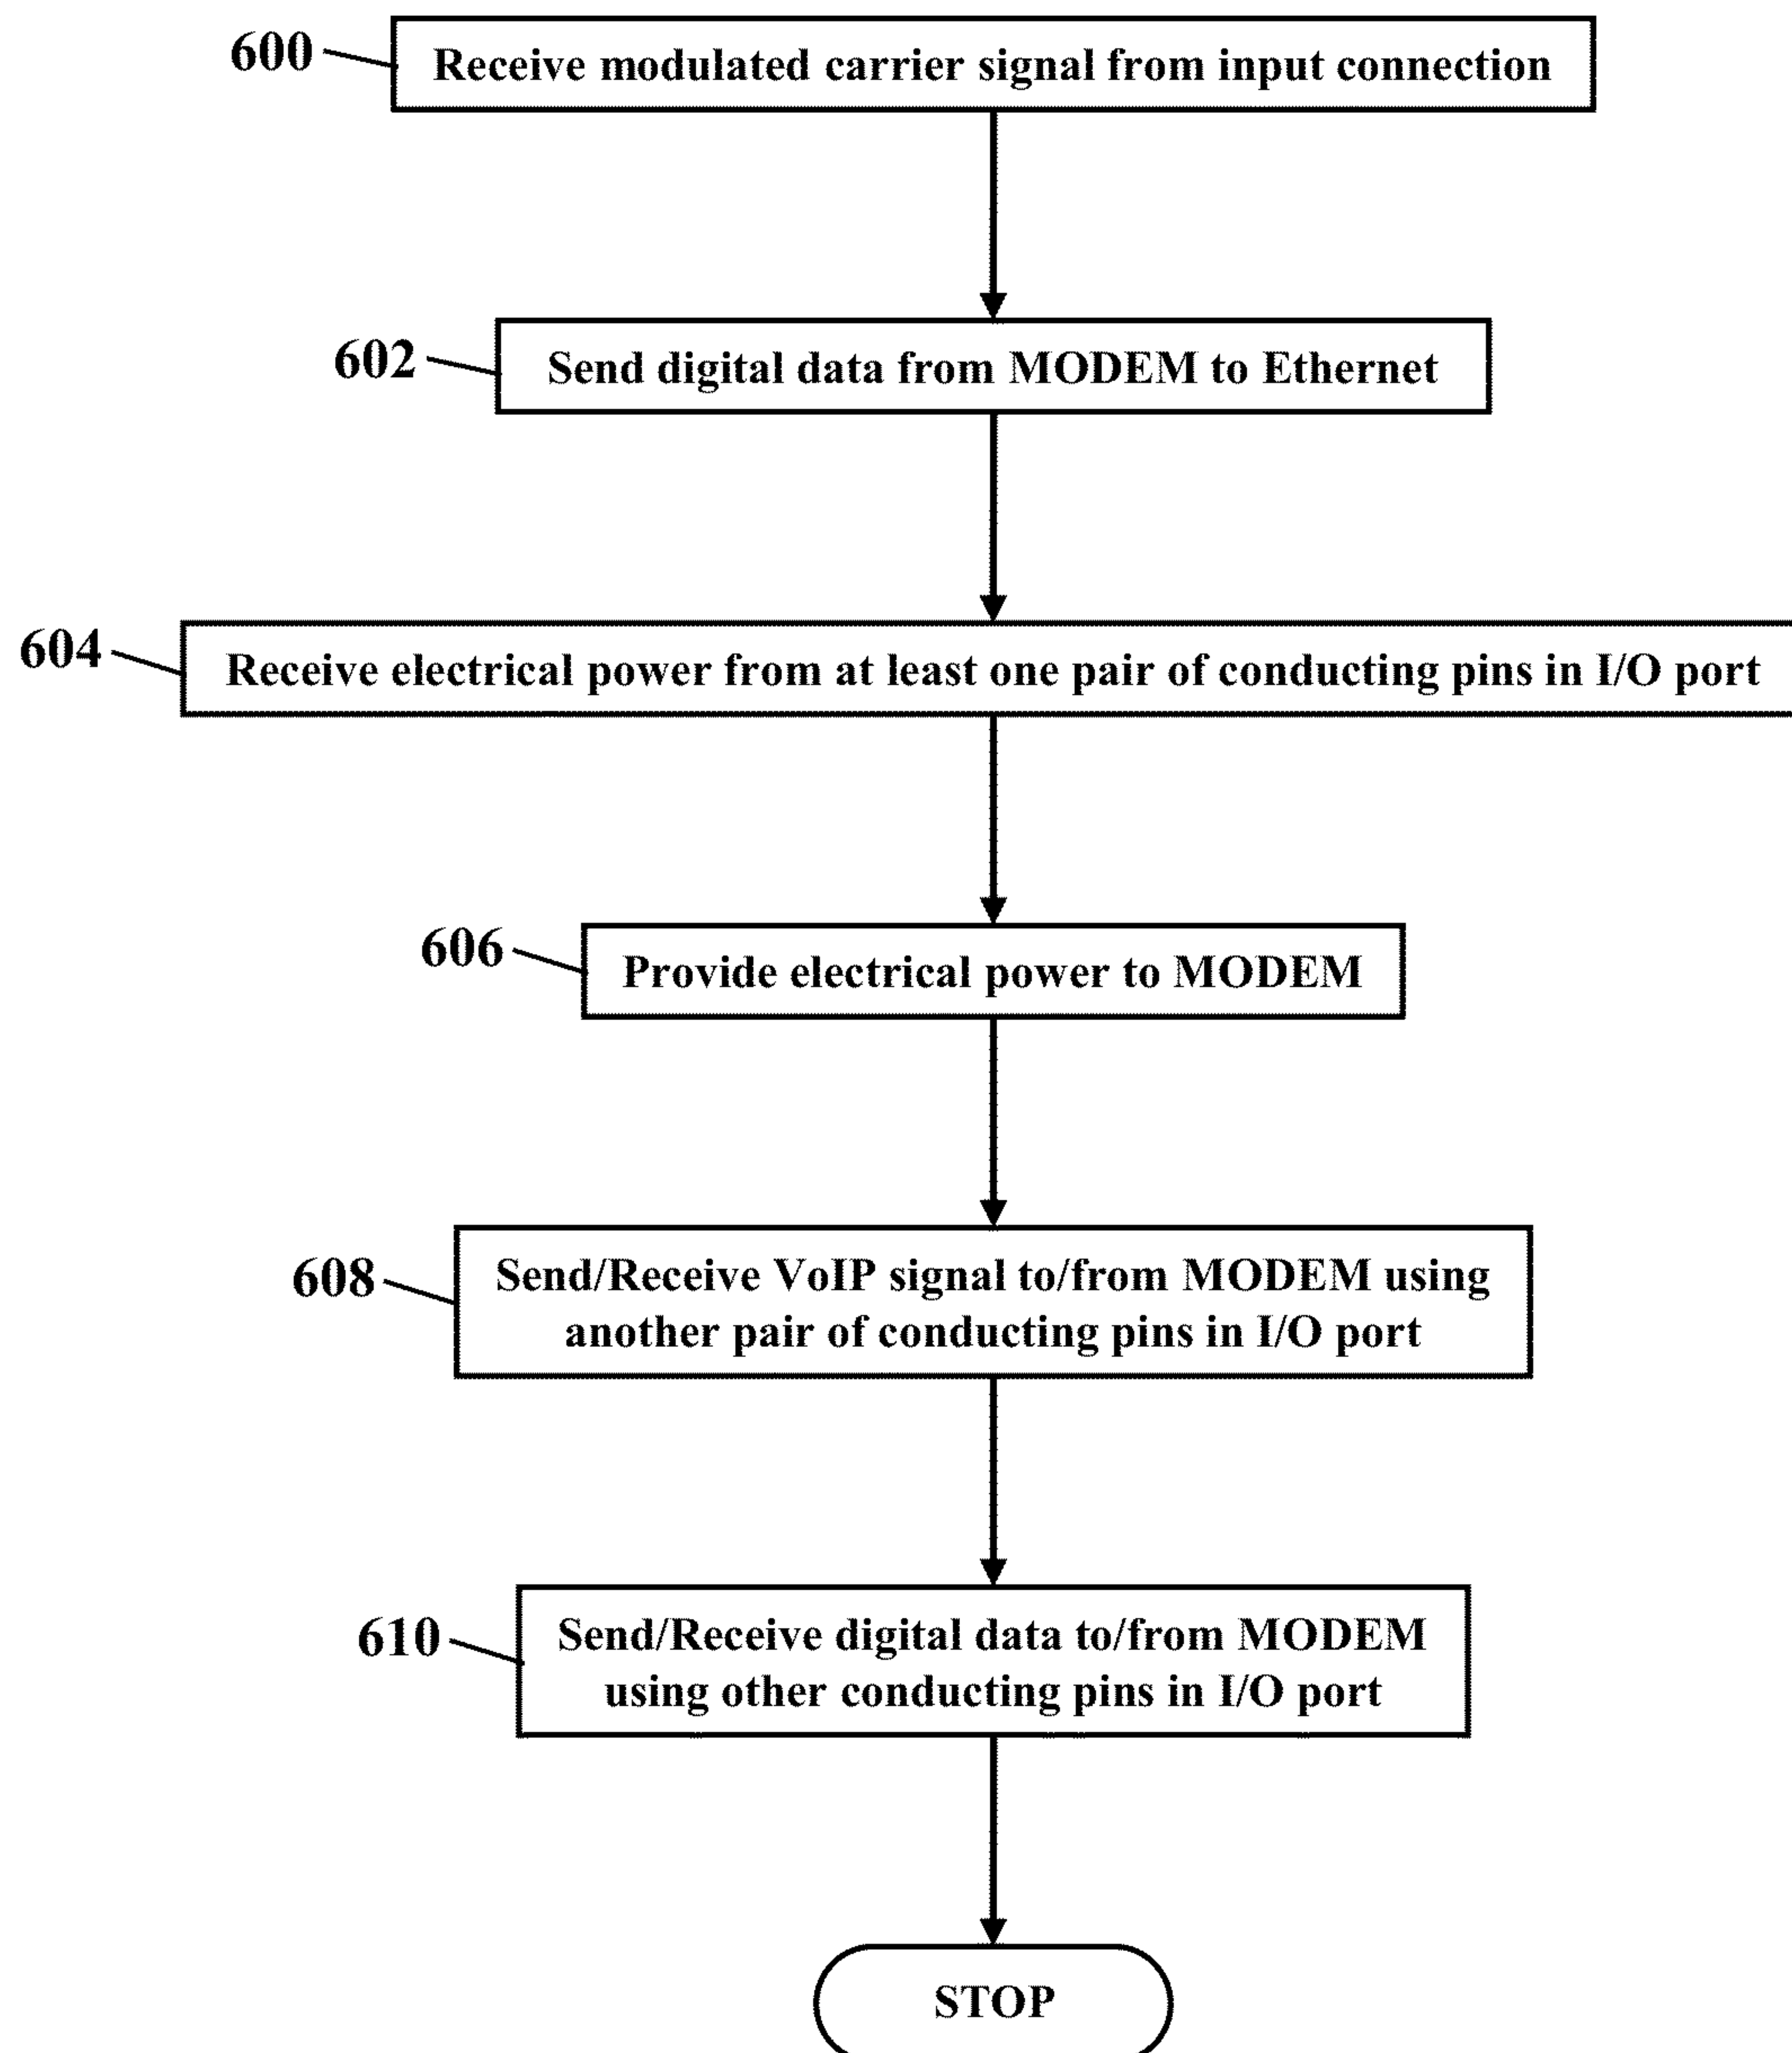 600
Receive modulated carrier signal from input connection
602
Send digital data from MODEM to Ethernet
604
Receive electrical power from at least one pair of conducting pins in I/O port
606
Provide electrical power to MODEM
608
Send/Receive VoIP signal to/from MODEM using
another pair of conducting pins in I/O port
610
Send/Receive digital data to/from MODEM
using other conducting pins in I/O port
STOP